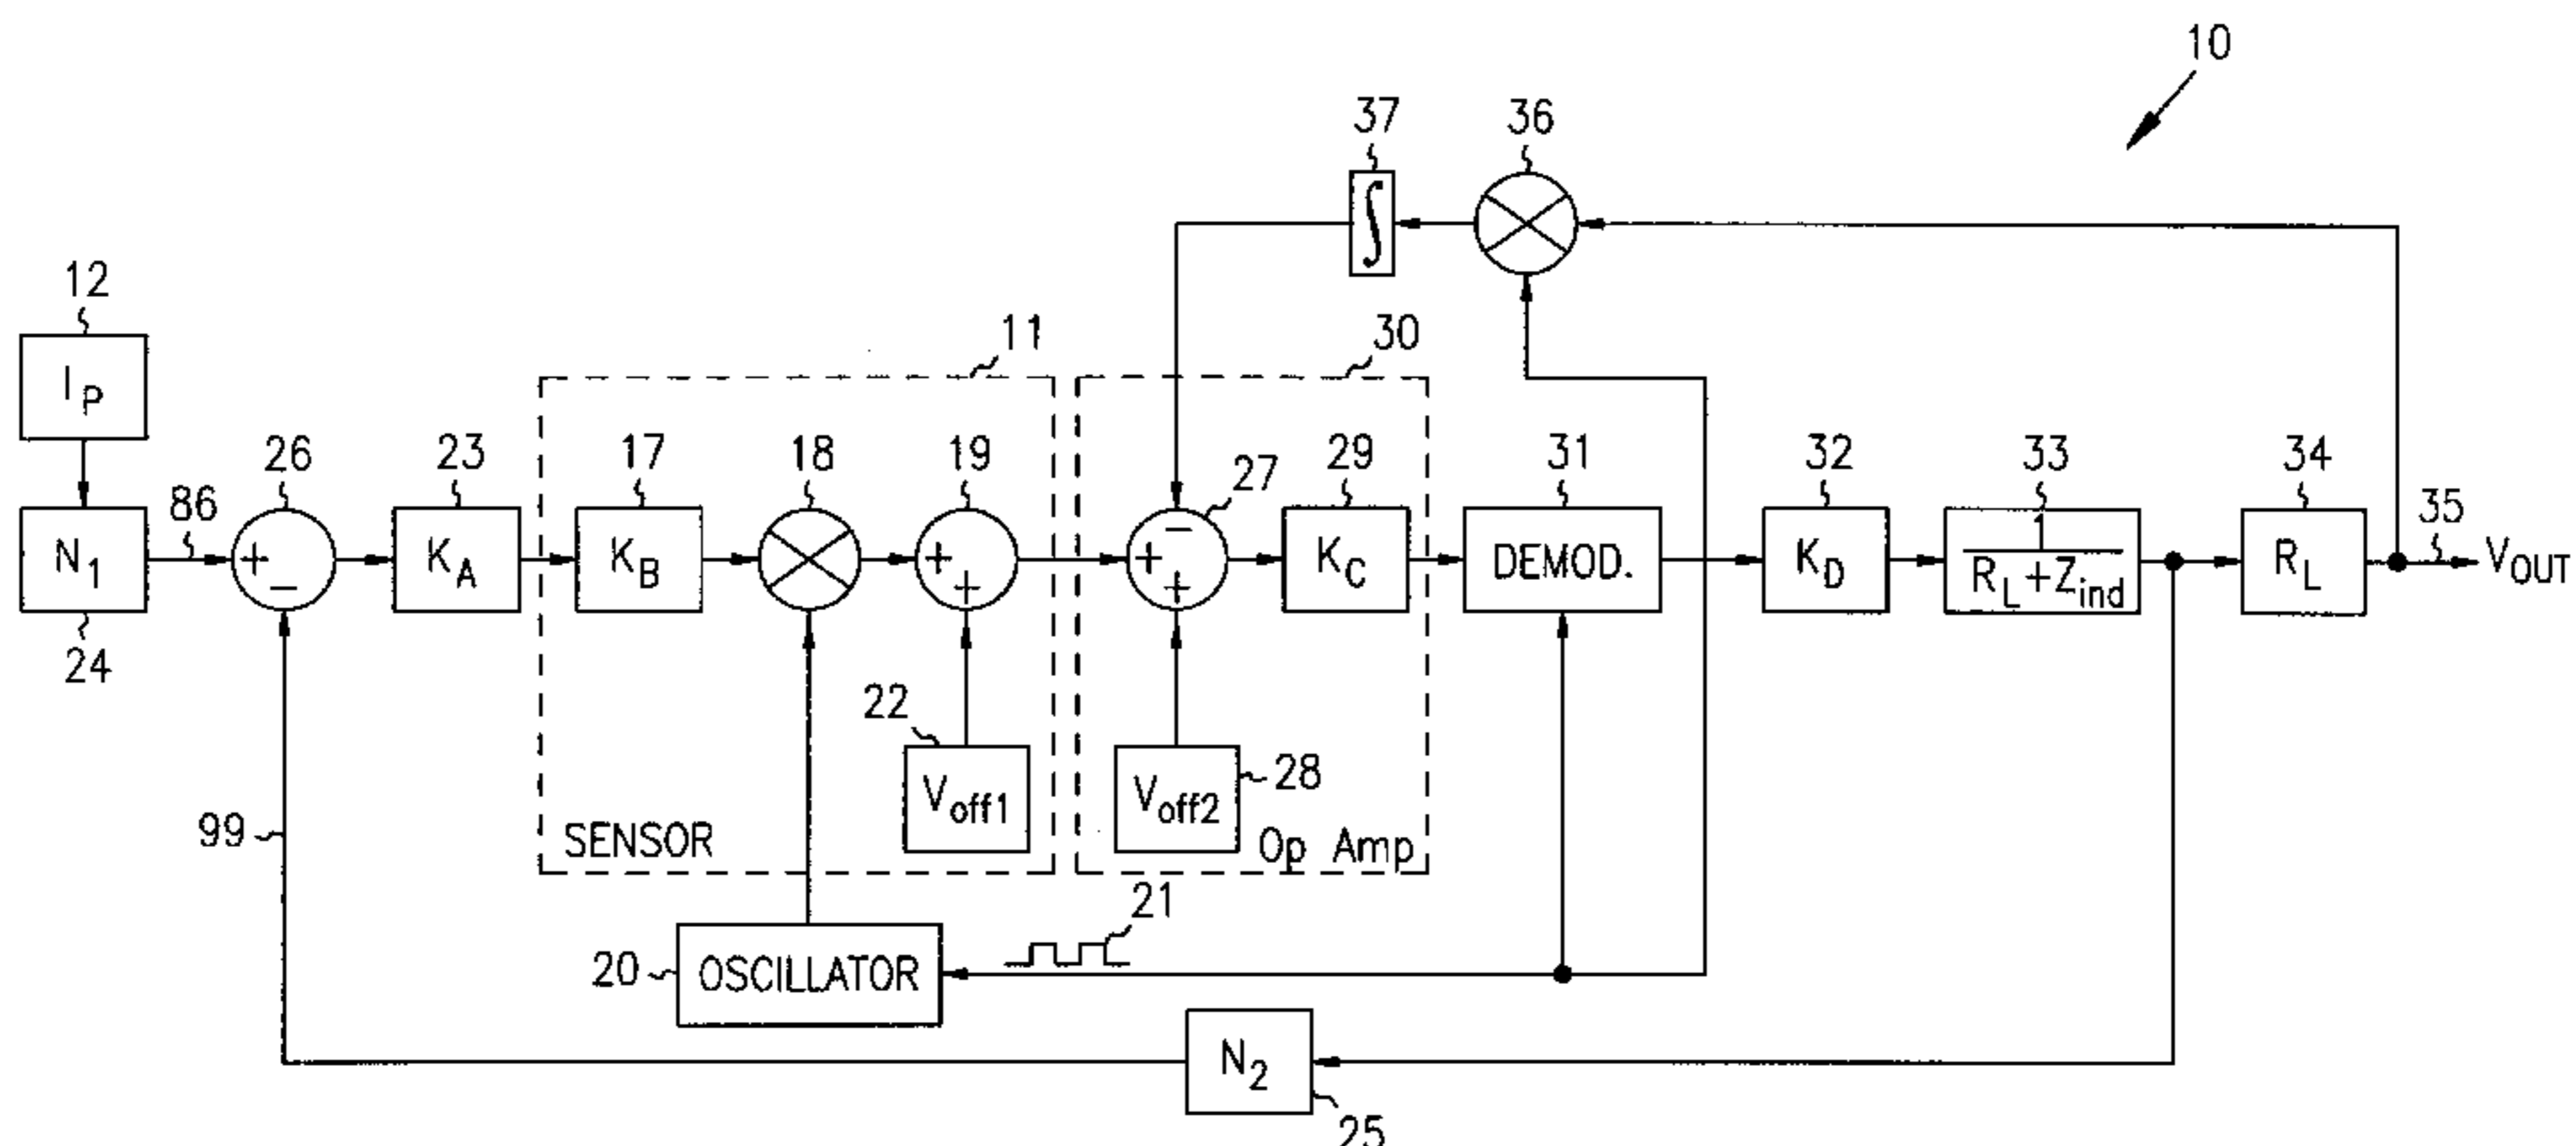 10
37 36
12
11 30
I_P
26 23 17 18 19 27 29 31 32 33 34
86 35
N_1 + − K_A K_B + + + − + K_C DEMOD. K_D 1/(R_L+Z_ind) R_L V_OUT
24
22 28
V_off1 V_off2
99
SENSOR Op Amp
21
20 OSCILLATOR
N_2
25